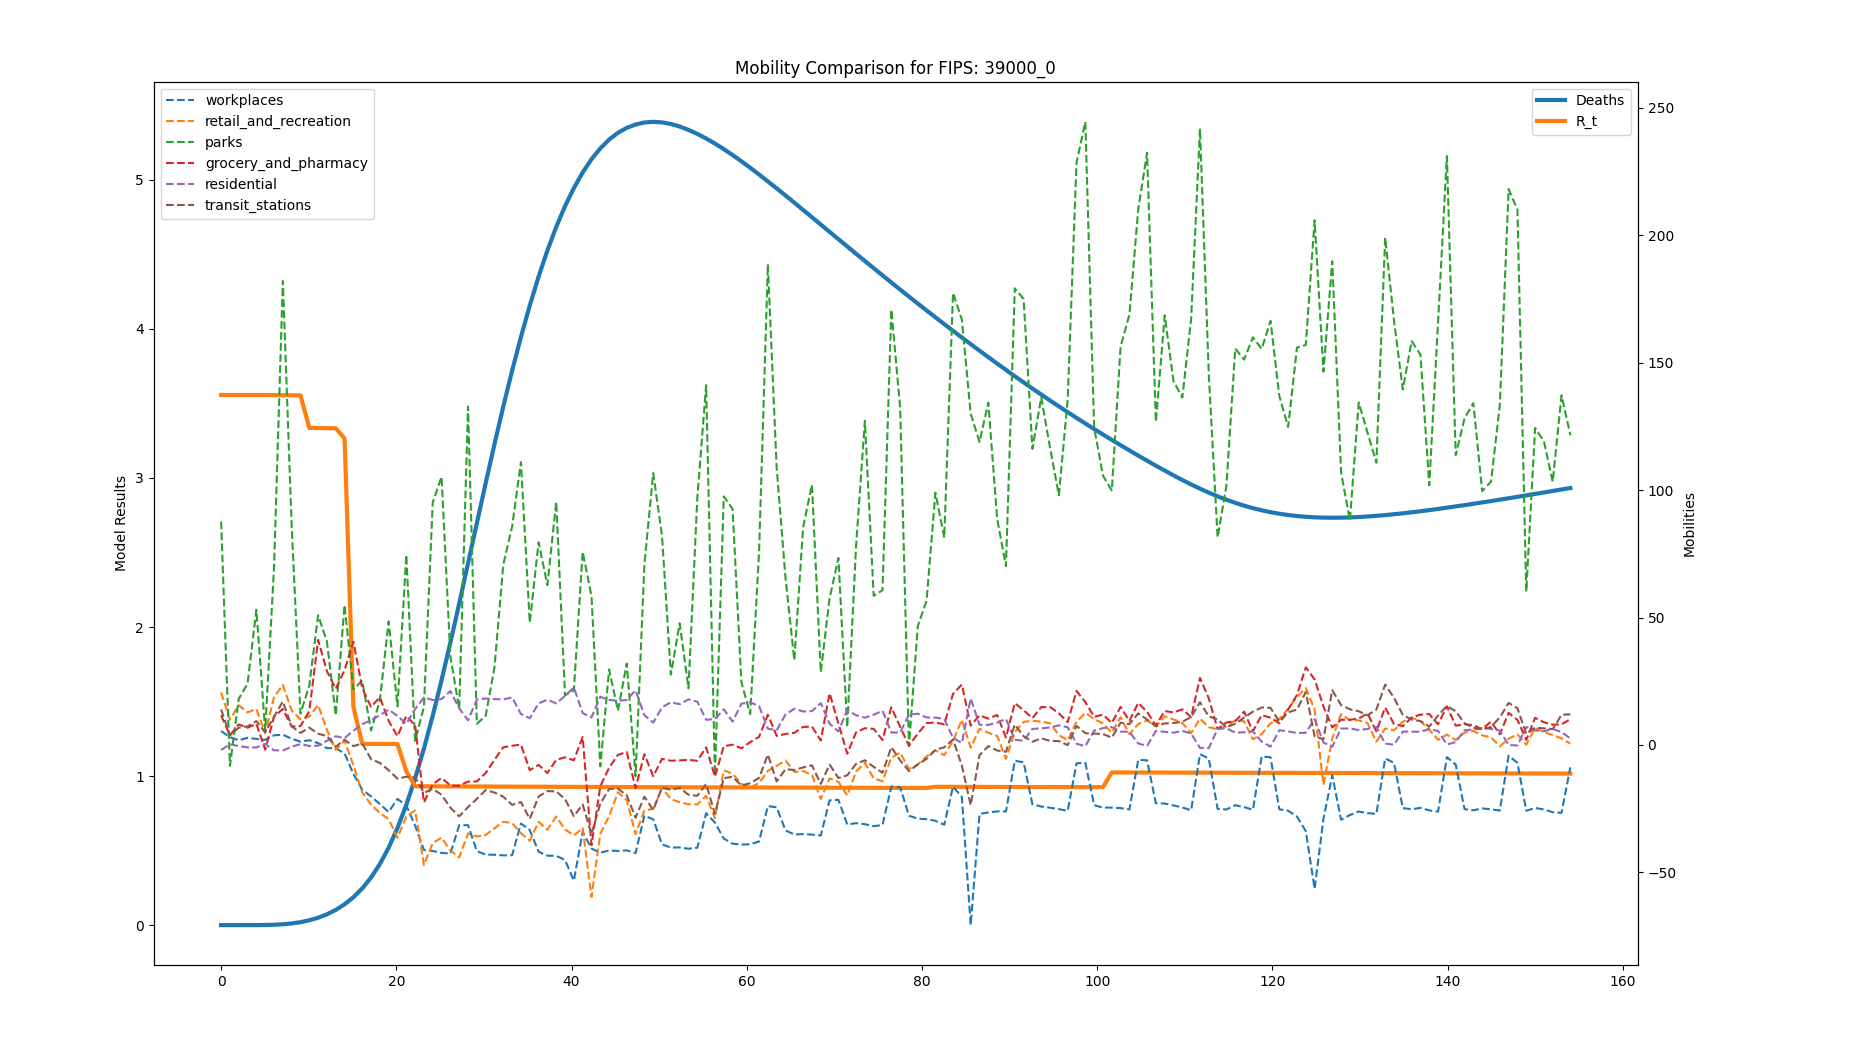 Mobility Comparison for FIPS: 39000_0
workplaces
retail_and_recreation
parks
grocery_and_pharmacy
residential
transit_stations
Deaths
R_t
Model Results
5
4
3
2
1
0
Mobilities
250
200
150
100
50
0
−50
0
20
40
60
80
100
120
140
160